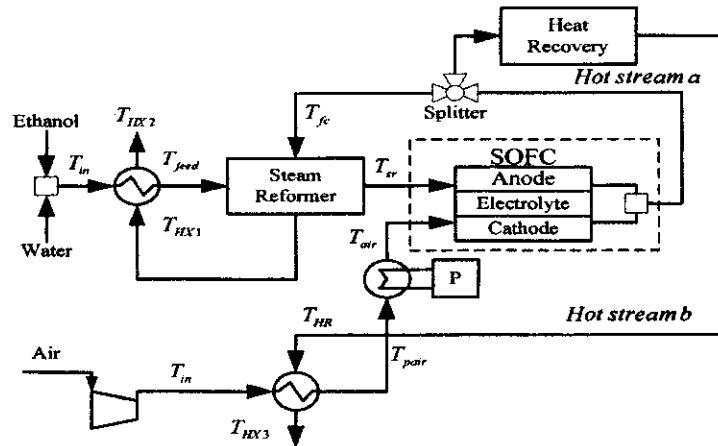 Heat
Recovery
Hot stream a
Splitter
T_fc
Ethanol
T_HX2
T_in
T_feed
Steam
Reformer
T_sr
SOFC
Anode
Electrolyte
Cathode
Water
T_HX1
T_air
P
Hot stream b
T_HR
T_pair
Air
T_in
T_HX3